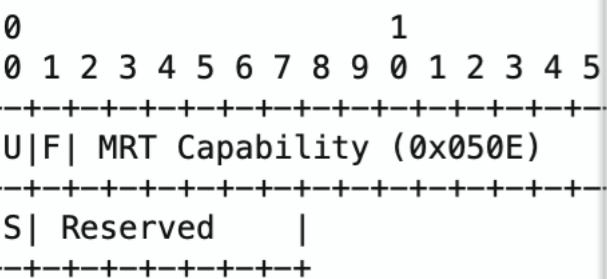 0                   1
0 1 2 3 4 5 6 7 8 9 0 1 2 3 4 5
-+-+-+-+-+-+-+-+-+-+-+-+-+-+-+-
U|F| MRT Capability (0x050E)
-+-+-+-+-+-+-+-+-+-+-+-+-+-+-+-
S| Reserved    |
-+-+-+-+-+-+-+-+